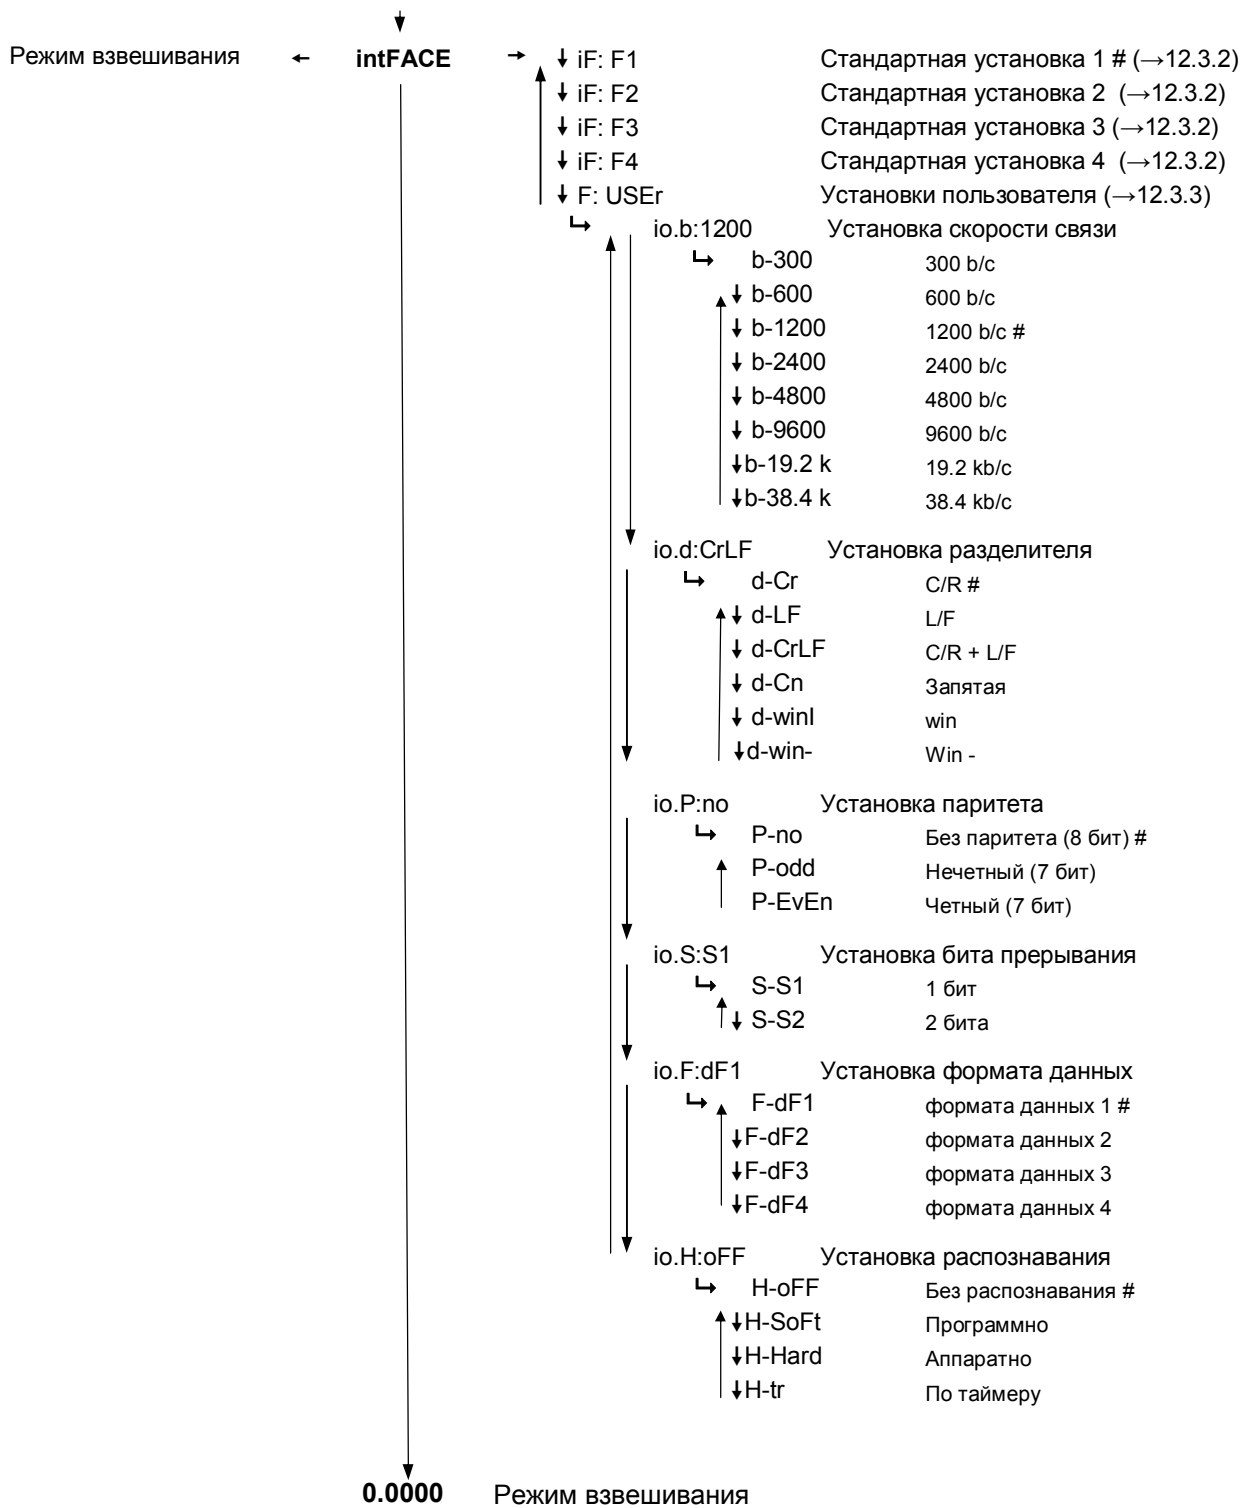 Режим взвешивания ← intFACE → ↓ iF: F1 Стандартная установка 1 # (→12.3.2)
↓ iF: F2 Стандартная установка 2 (→12.3.2)
↓ iF: F3 Стандартная установка 3 (→12.3.2)
↓ iF: F4 Стандартная установка 4 (→12.3.2)
↓ F: USEr Установки пользователя (→12.3.3)
io.b:1200 Установка скорости связи
b-300 300 b/c
↓ b-600 600 b/c
↓ b-1200 1200 b/c #
↓ b-2400 2400 b/c
↓ b-4800 4800 b/c
↓ b-9600 9600 b/c
↓b-19.2 k 19.2 kb/c
↓b-38.4 k 38.4 kb/c
io.d:CrLF Установка разделителя
d-Cr C/R #
↓ d-LF L/F
↓ d-CrLF C/R + L/F
↓ d-Cn Запятая
↓ d-winl win
↓d-win- Win -
io.P:no Установка паритета
P-no Без паритета (8 бит) #
P-odd Нечетный (7 бит)
P-EvEn Четный (7 бит)
io.S:S1 Установка бита прерывания
S-S1 1 бит
↓ S-S2 2 бита
io.F:dF1 Установка формата данных
F-dF1 формата данных 1 #
↓F-dF2 формата данных 2
↓F-dF3 формата данных 3
↓F-dF4 формата данных 4
io.H:oFF Установка распознавания
H-oFF Без распознавания #
↓H-SoFt Программно
↓H-Hard Аппаратно
↓H-tr По таймеру
0.0000 Режим взвешивания